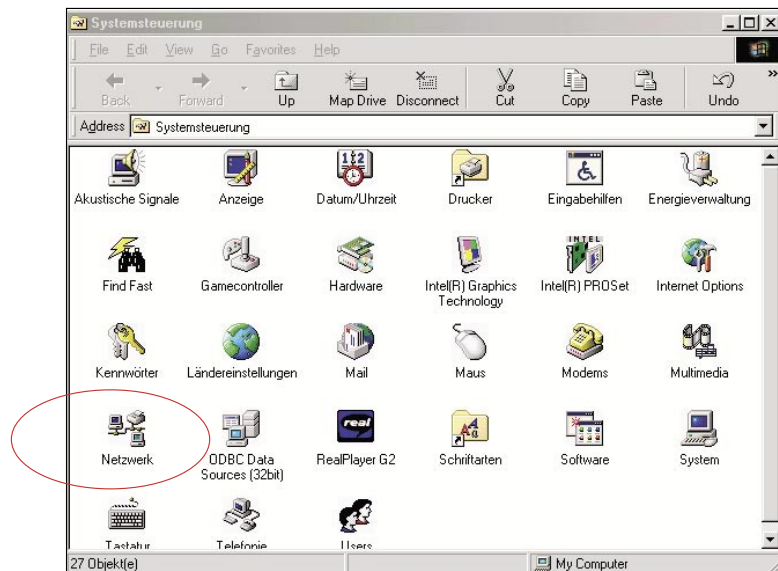 Systemsteuerung
File Edit View Go Favorites Help
Back Forward Up Map Drive Disconnect Cut Copy Paste Undo »
Address Systemsteuerung
Akustische Signale Anzeige Datum/Uhrzeit Drucker Eingabehilfen Energieverwaltung
Find Fast Gamecontroller Hardware Intel(R) Graphics Technology Intel(R) PROSet Internet Options
Kennwörter Ländereinstellungen Mail Maus Modems Multimedia
Netzwerk ODBC Data Sources (32bit) RealPlayer G2 Schriftarten Software System
Tastatur Telefonie Users
27 Objekt(e) My Computer